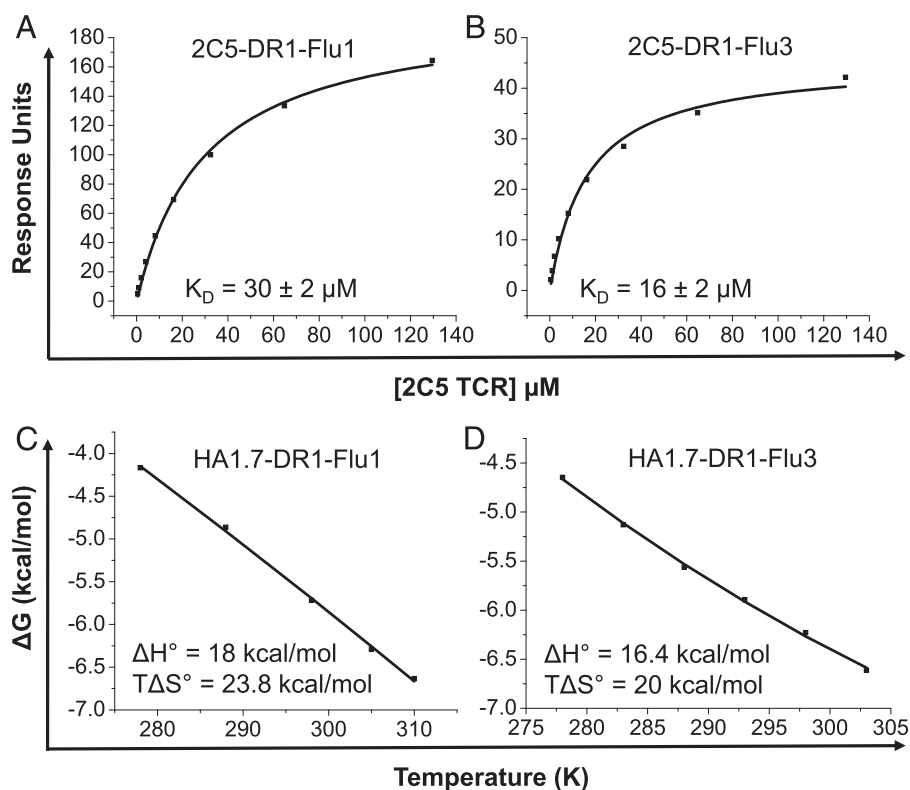 A
2C5-DR1-Flu1
180
160
140
120
100
80
60
40
20
0
K_D = 30 ± 2 µM
0 20 40 60 80 100 120 140
B
2C5-DR1-Flu3
50
40
30
20
10
0
K_D = 16 ± 2 µM
0 20 40 60 80 100 120 140
Response Units
[2C5 TCR] µM
C
HA1.7-DR1-Flu1
-4.0
-4.5
-5.0
-5.5
-6.0
-6.5
-7.0
ΔH° = 18 kcal/mol
TΔS° = 23.8 kcal/mol
280 290 300 310
D
HA1.7-DR1-Flu3
-4.5
-5.0
-5.5
-6.0
-6.5
-7.0
ΔH° = 16.4 kcal/mol
TΔS° = 20 kcal/mol
275 280 285 290 295 300 305
ΔG (kcal/mol)
Temperature (K)